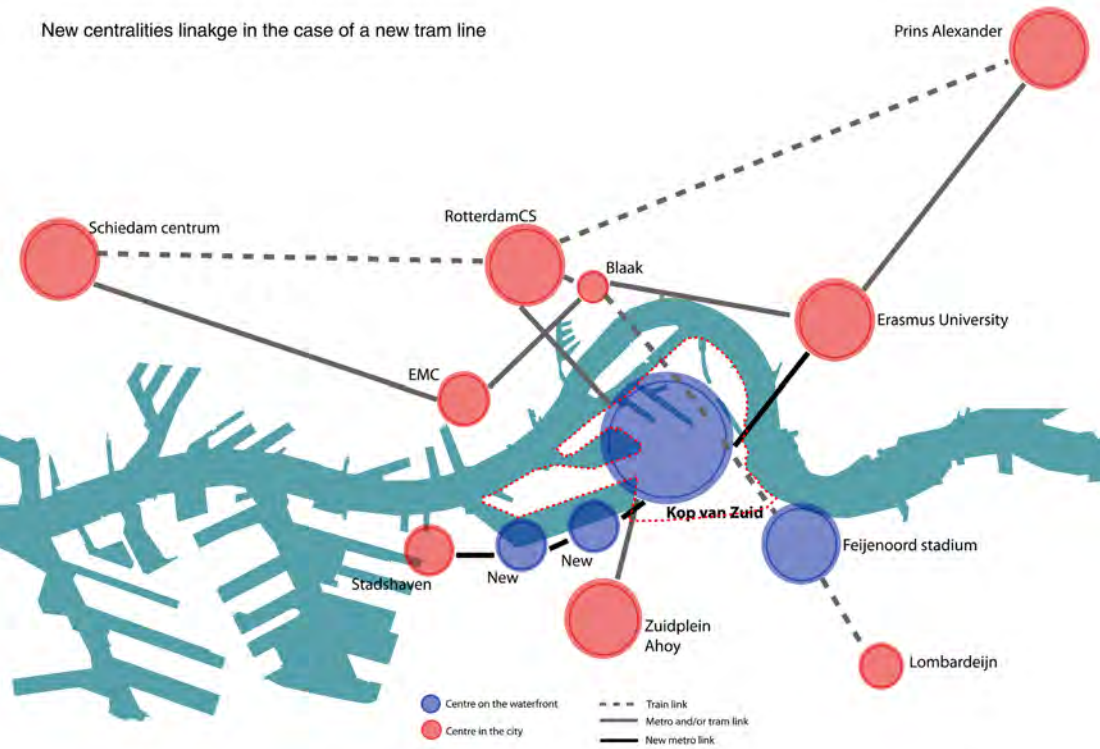 New centralities linakge in the case of a new tram line
Prins Alexander
Schiedam centrum
RotterdamCS
Blaak
Erasmus University
EMC
Kop van Zuid
Feijenoord stadium
Stadshaven
New
New
Zuidplein
Ahoy
Lombardeijn
Centre on the waterfront
Centre in the city
Train link
Metro and/or tram link
New metro link